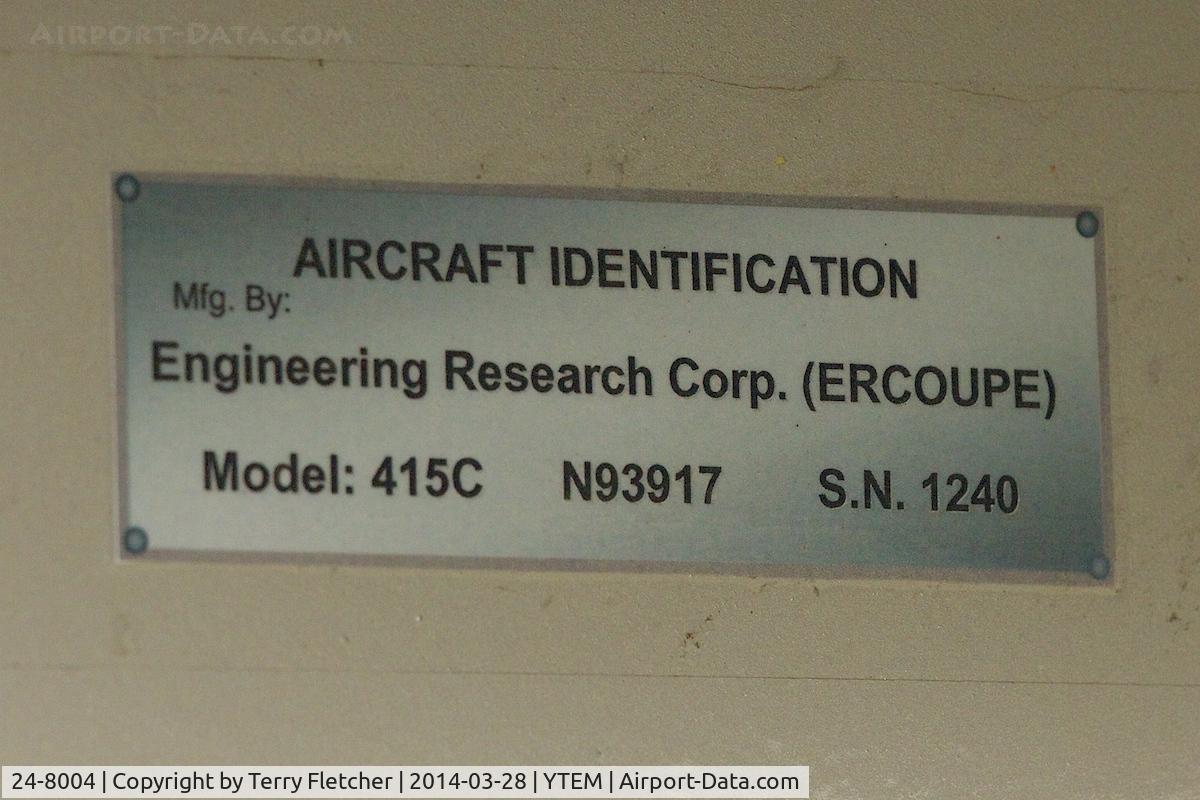 AIRPORT-DATA.COM
AIRCRAFT IDENTIFICATION
Mfg. By:
Engineering Research Corp. (ERCOUPE)
Model: 415C N93917 S.N. 1240
24-8004 | Copyright by Terry Fletcher | 2014-03-28 | YTEM | Airport-Data.com